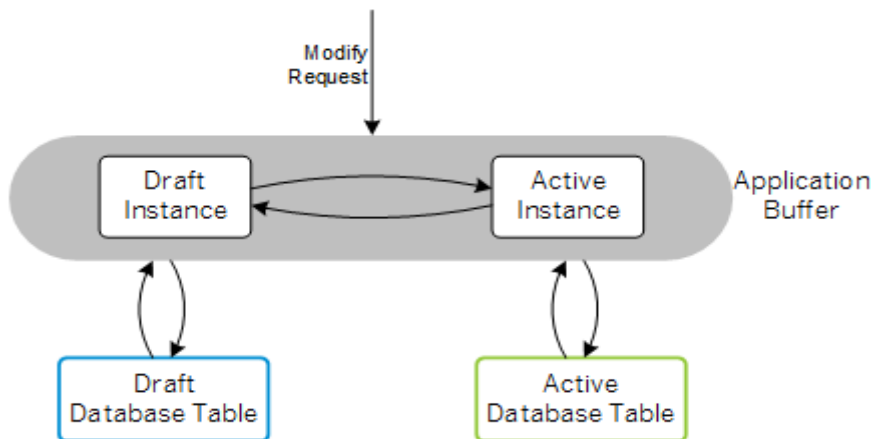 Modify
Request
Draft
Instance
Active
Instance
Application
Buffer
Draft
Database Table
Active
Database Table